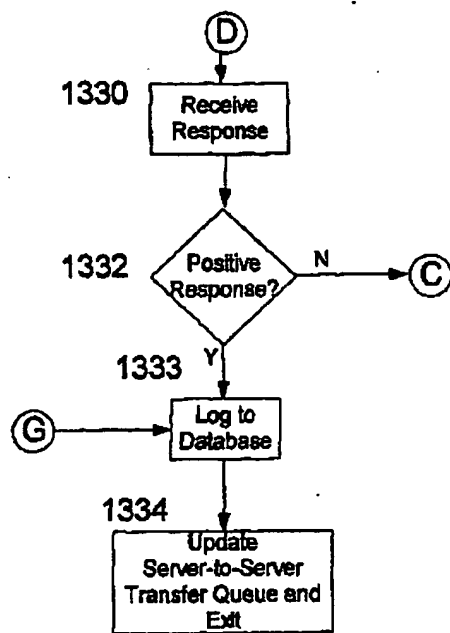 D
1330
Receive
Response
1332
Positive
Response?
N
C
Y
1333
G
Log to
Database
1334
Update
Server-to-Server
Transfer Queue and
Exit